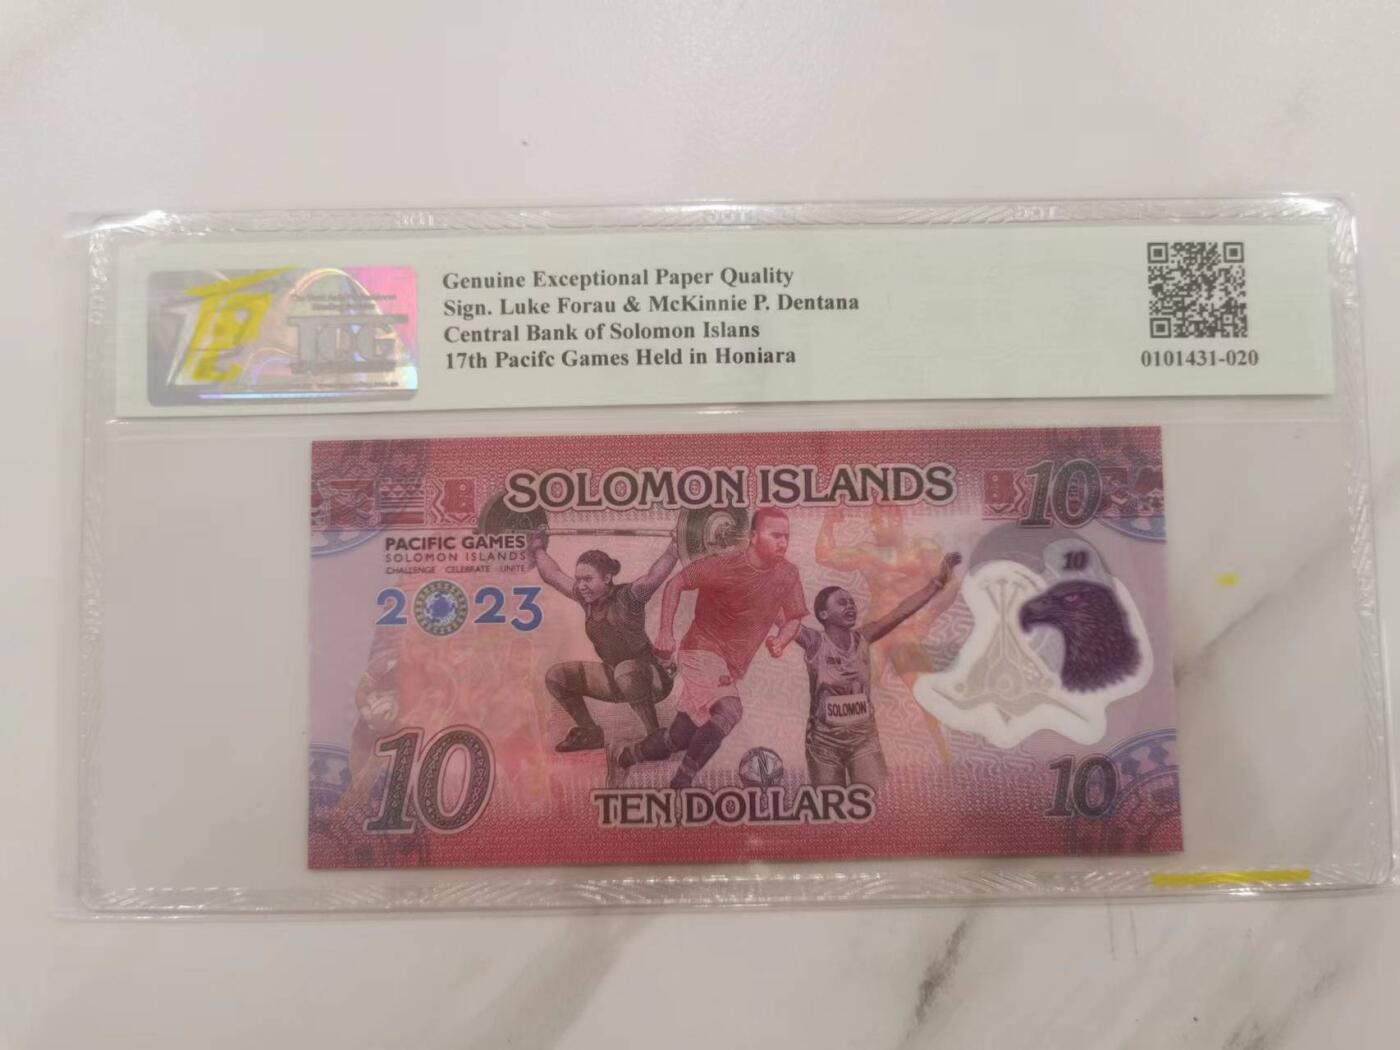 Genuine Exceptional Paper Quality
Sign. Luke Forau & McKinnie P. Dentana
Central Bank of Solomon Islans
17th Pacifc Games Held in Honiara
0101431-020
TCG
SOLOMON ISLANDS
10
PACIFIC GAMES
SOLOMON ISLANDS
CHALLENGE CELEBRATE UNITE
2023
10
SOLOMON
10
TEN DOLLARS
10